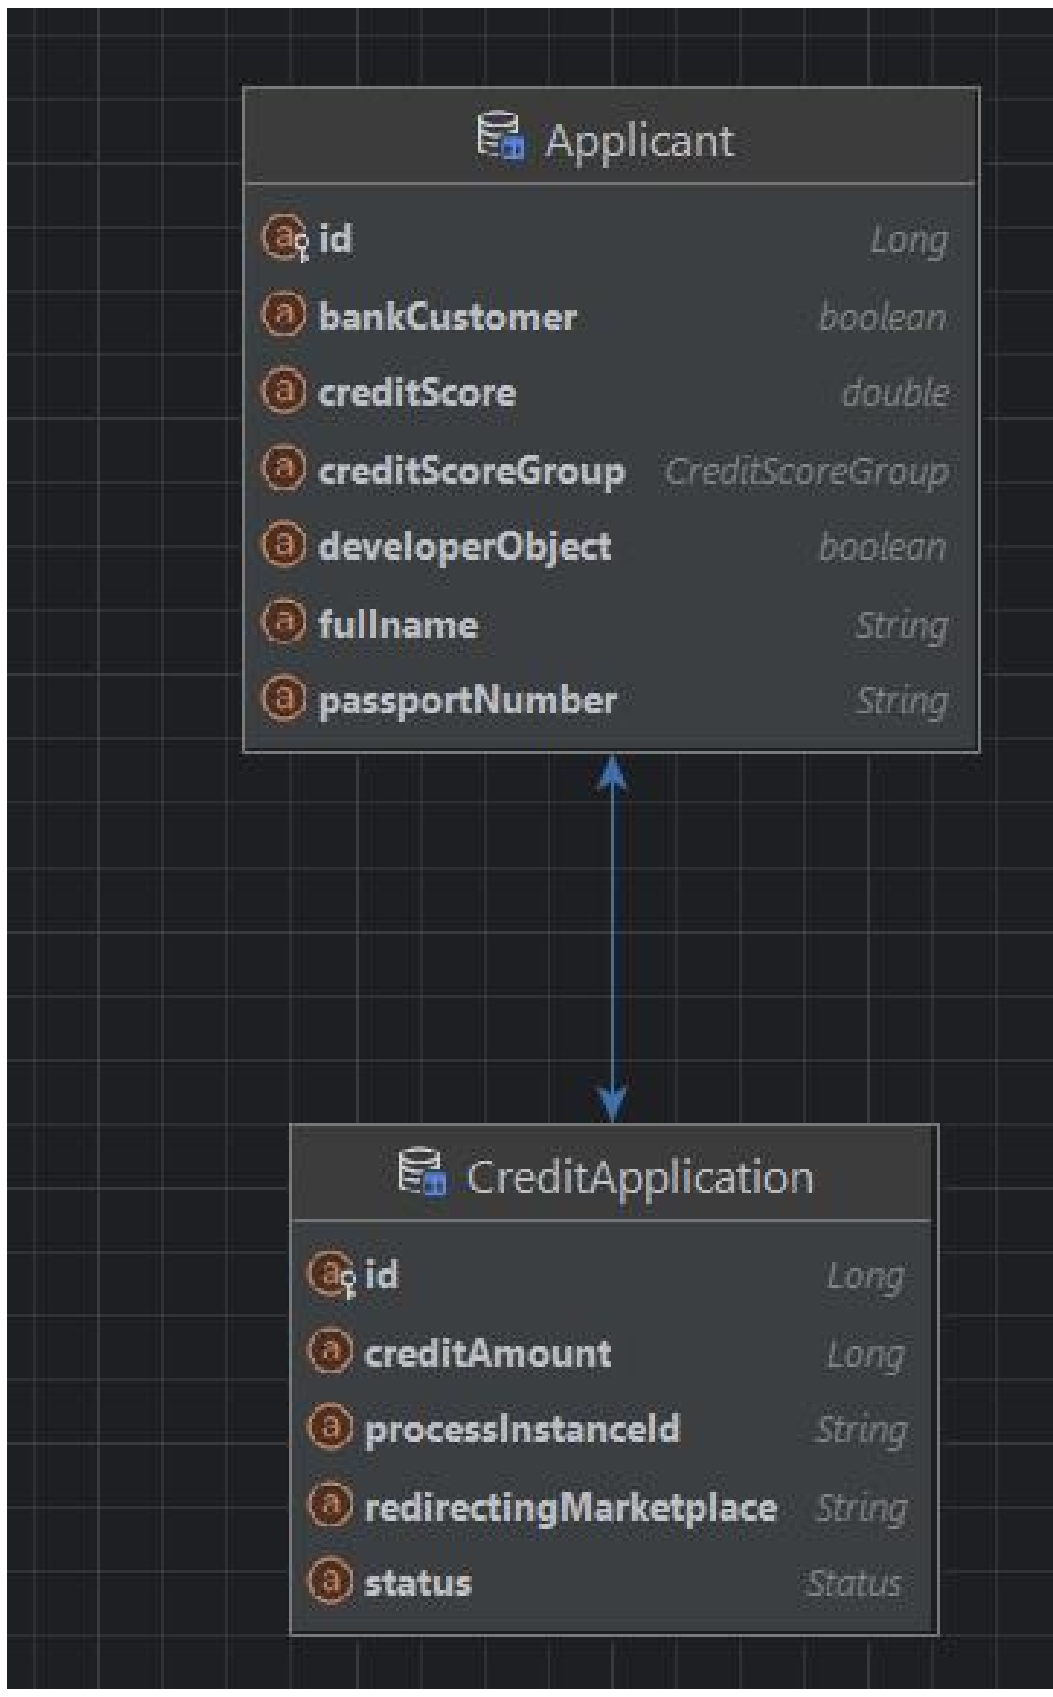 Applicant
id Long
bankCustomer boolean
creditScore double
creditScoreGroup CreditScoreGroup
developerObject boolean
fullname String
passportNumber String
CreditApplication
id Long
creditAmount Long
processInstanceId String
redirectingMarketplace String
status Status